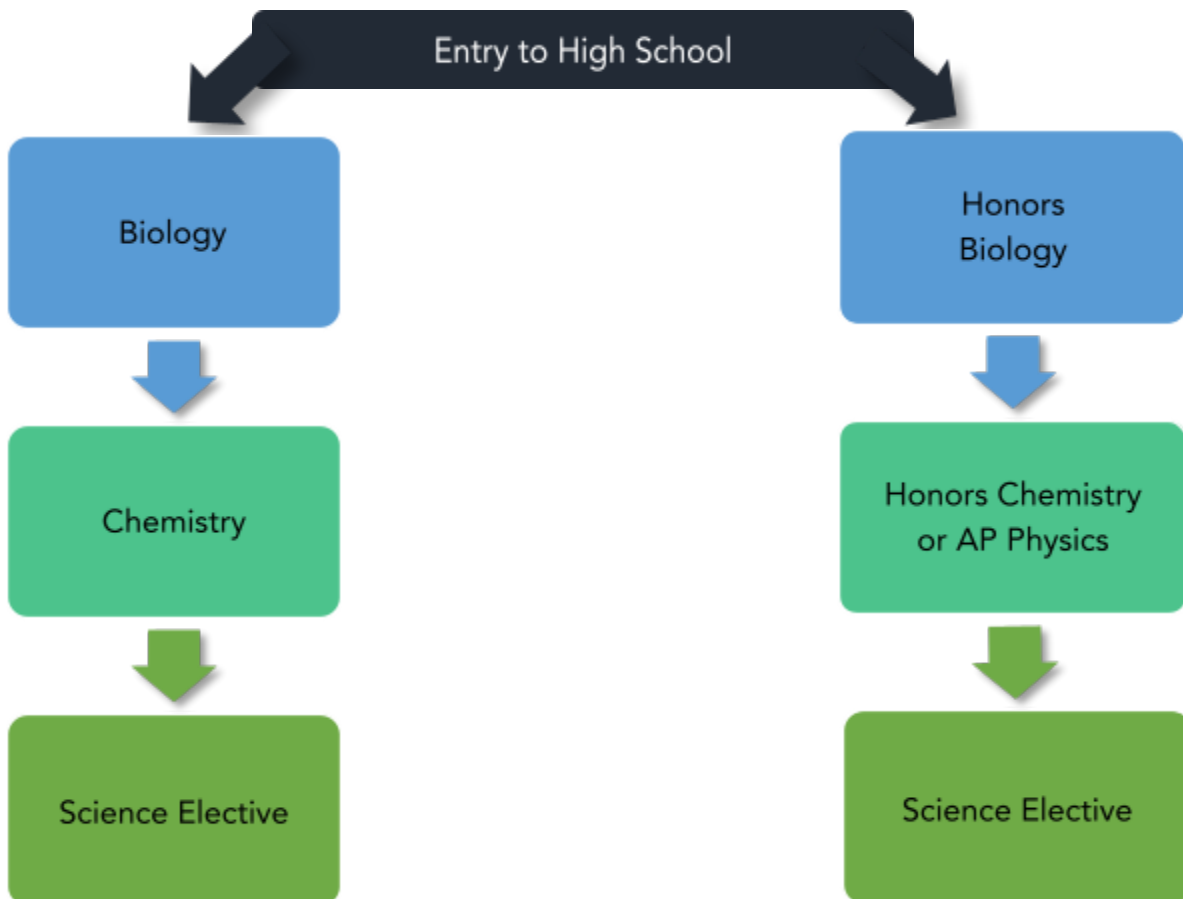 Entry to High School
Biology
Honors
Biology
Chemistry
Honors Chemistry
or AP Physics
Science Elective
Science Elective